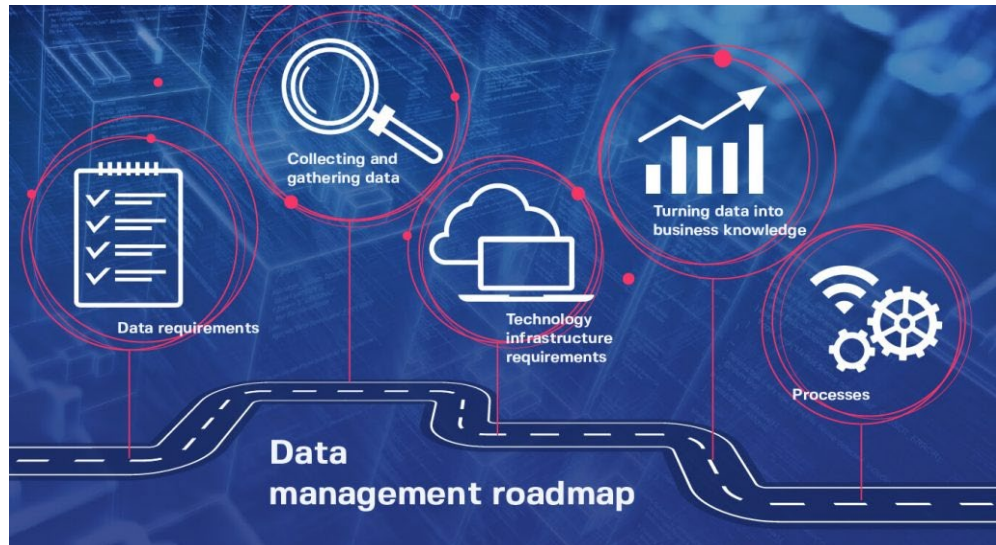 Collecting and
gathering data
Turning data into
business knowledge
Data requirements
Technology
infrastructure
requirements
Processes
Data
management roadmap